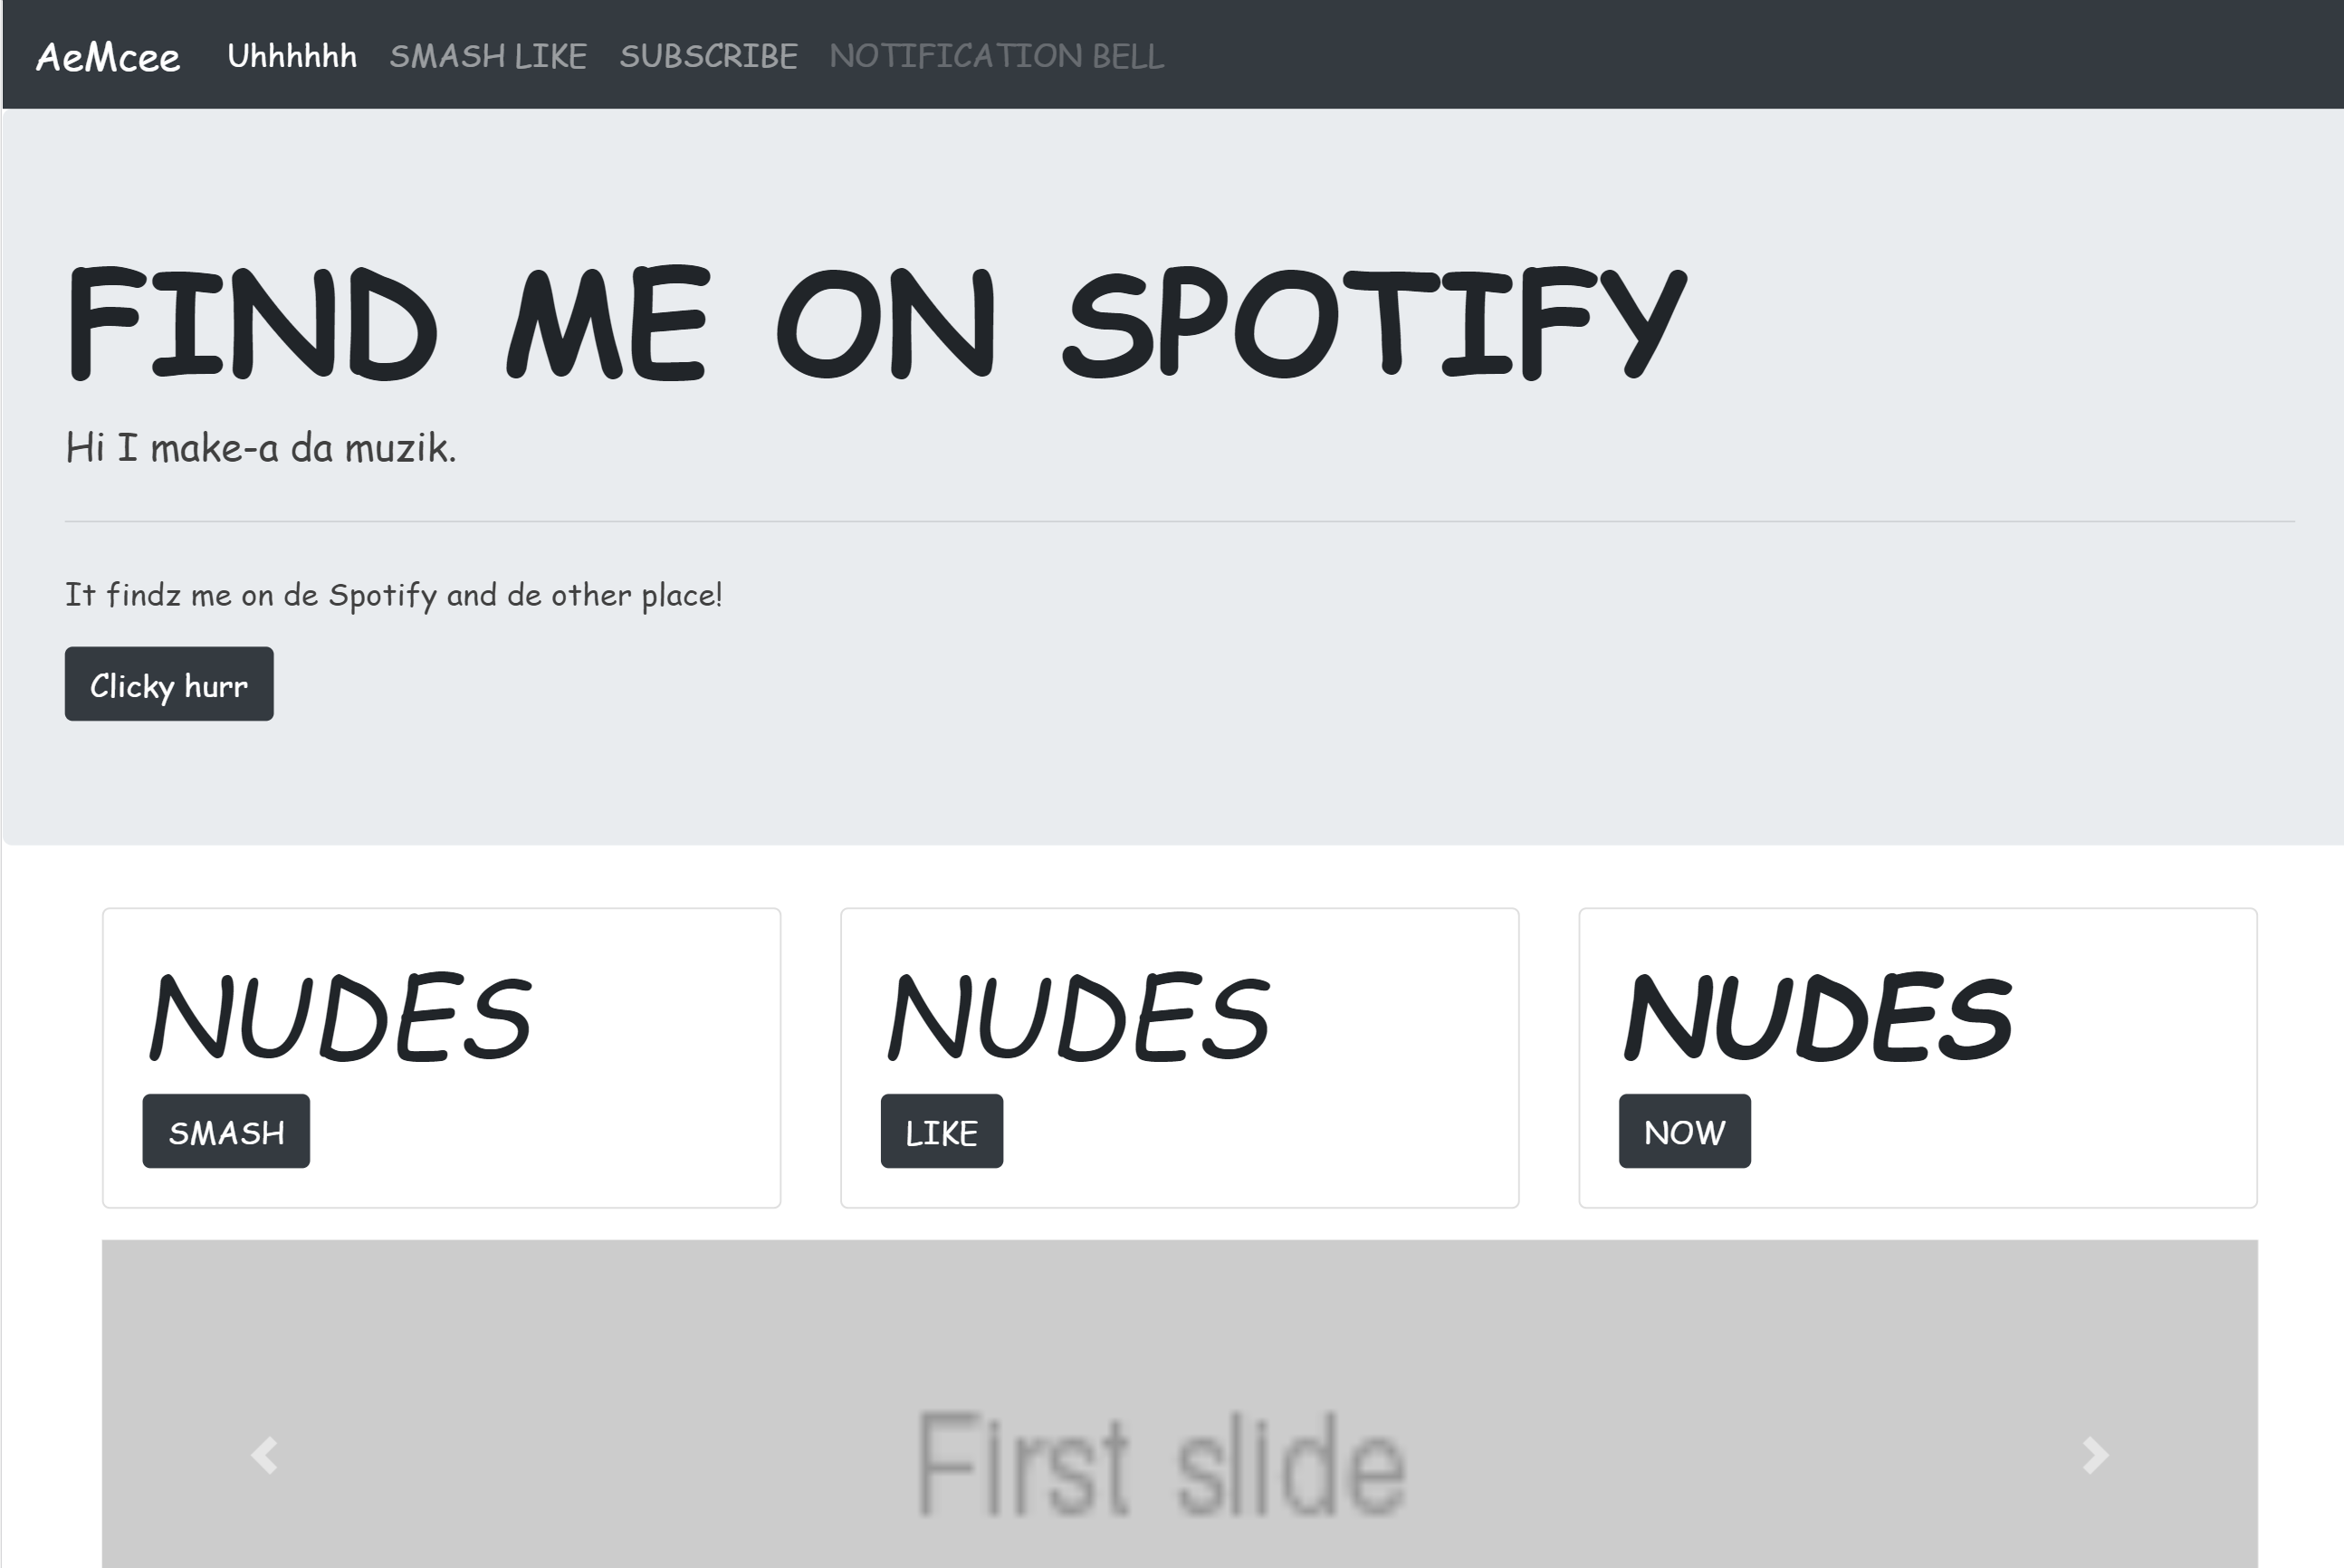 AeMcee Uhhhhhh SMASH LIKE SUBSCRIBE NOTIFICATION BELL
FIND ME ON SPOTIFY
Hi I make-a da muzik.
It findz me on de Spotify and de other place!
Clicky hurr
NUDES NUDES NUDES
SMASH LIKE NOW
First slide